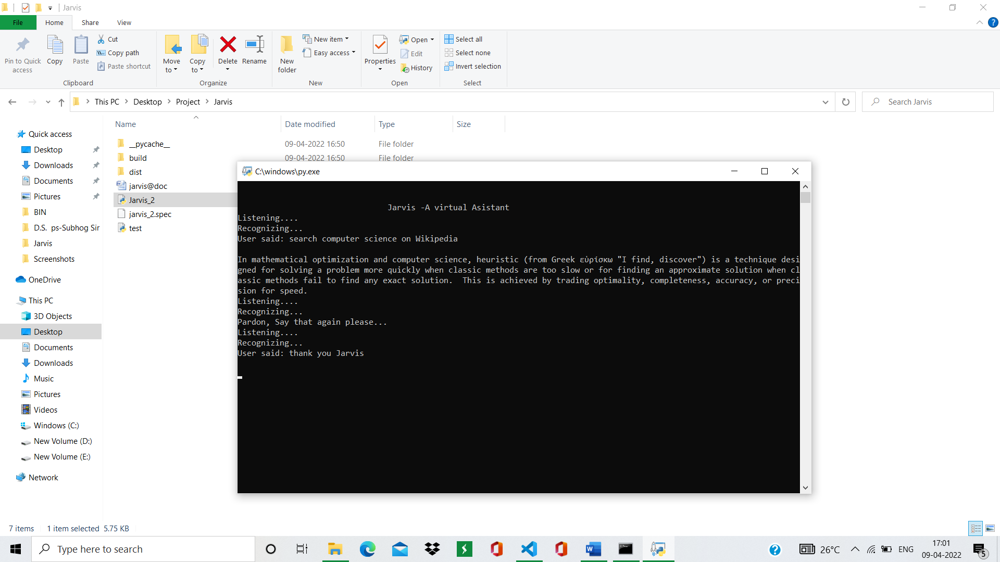 Jarvis
File Home Share View
Pin to Quick access
Copy
Paste
Cut
Copy path
Paste shortcut
Clipboard
Move to
Copy to
Delete
Rename
Organize
New folder
New item
Easy access
New
Properties
Open
Edit
History
Open
Select all
Select none
Invert selection
Select
This PC > Desktop > Project > Jarvis
Search Jarvis
Name Date modified Type Size
__pycache__ 09-04-2022 16:50 File folder
build 09-04-2022 16:50 File folder
dist
jarvis@doc
Jarvis_2
jarvis_2.spec
test
Quick access
Desktop
Downloads
Documents
Pictures
BIN
D.S. ps-Subhog Sir
Jarvis
Screenshots
OneDrive
This PC
3D Objects
Desktop
Documents
Downloads
Music
Pictures
Videos
Windows (C:)
New Volume (D:)
New Volume (E:)
Network
C:\windows\py.exe
Jarvis -A virtual Asistant
Listening....
Recognizing...
User said: search computer science on Wikipedia
In mathematical optimization and computer science, heuristic (from Greek εὑρίσκω "I find, discover") is a technique desi
gned for solving a problem more quickly when classic methods are too slow or for finding an approximate solution when cl
assic methods fail to find any exact solution.  This is achieved by trading optimality, completeness, accuracy, or preci
sion for speed.
Listening....
Recognizing...
Pardon, Say that again please...
Listening....
Recognizing...
User said: thank you Jarvis
7 items 1 item selected 5.75 KB
Type here to search
26°C
ENG
17:01
09-04-2022
5